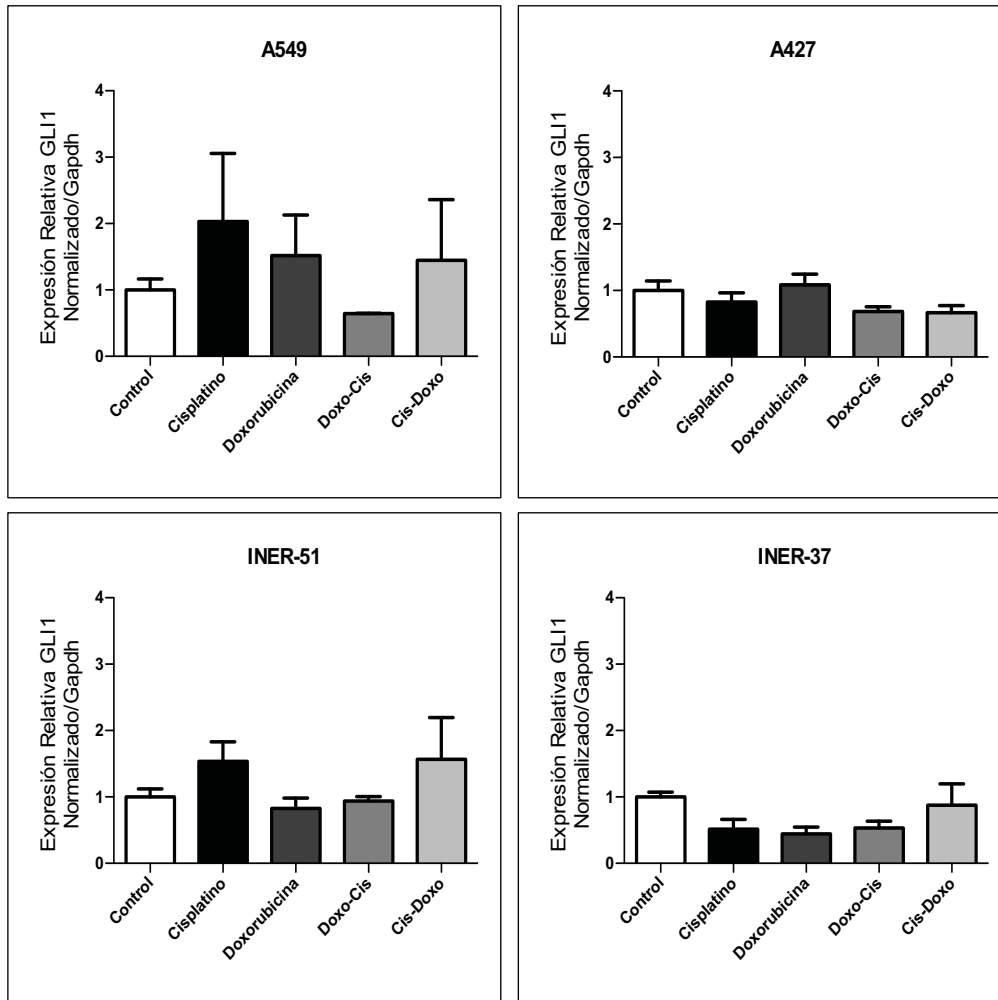 A549
Expresión Relativa GLI1
Normalizado/Gapdh
4
3
2
1
0
Control
Cisplatino
Doxorubicina
Doxo-Cis
Cis-Doxo
A427
Expresión Relativa GLI1
Normalizado/Gapdh
4
3
2
1
0
Control
Cisplatino
Doxorubicina
Doxo-Cis
Cis-Doxo
INER-51
Expresión Relativa GLI1
Normalizado/Gapdh
4
3
2
1
0
Control
Cisplatino
Doxorubicina
Doxo-Cis
Cis-Doxo
INER-37
Expresión Relativa GLI1
Normalizado/Gapdh
4
3
2
1
0
Control
Cisplatino
Doxorubicina
Doxo-Cis
Cis-Doxo